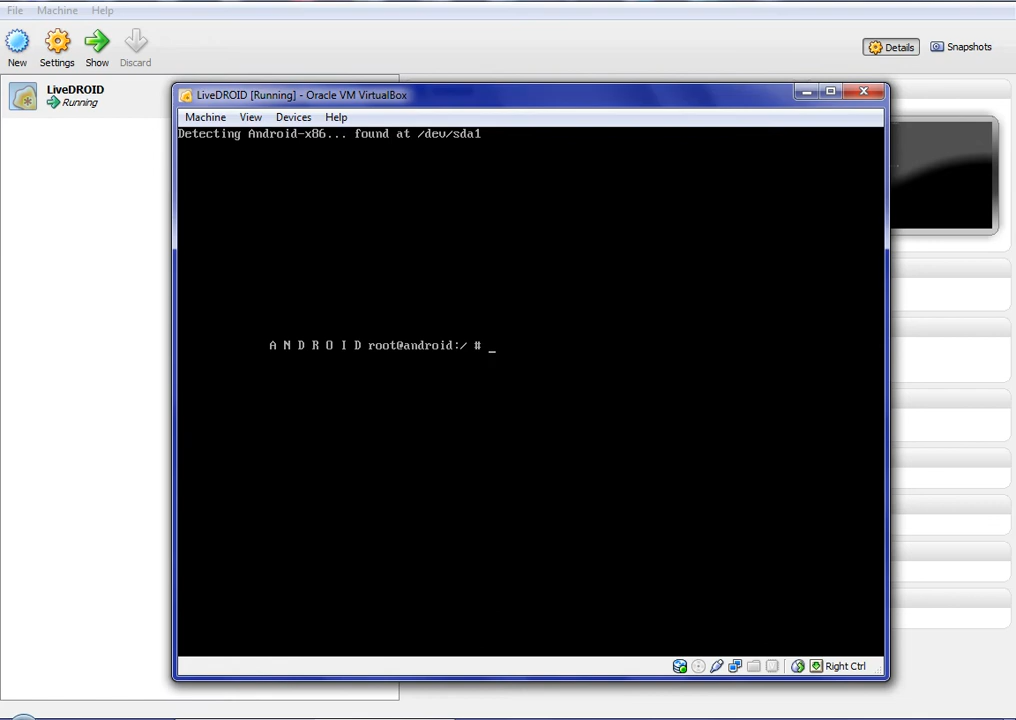 File Machine Help
New Settings Show Discard
Details Snapshots
LiveDROID
Running
LiveDROID [Running] - Oracle VM VirtualBox
Machine View Devices Help
Detecting Android-x86... found at /dev/sda1
A N D R O I D root@android:/ # _
Right Ctrl